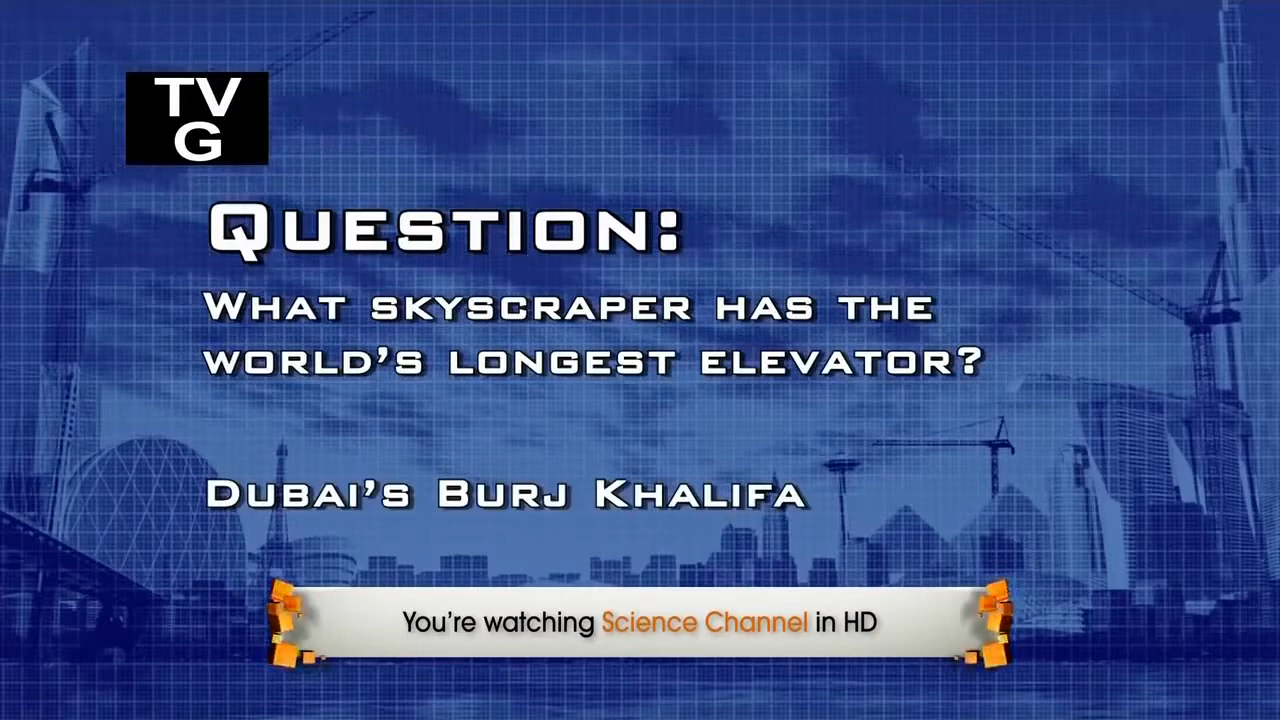 TV
G
QUESTION:
WHAT SKYSCRAPER HAS THE
WORLD'S LONGEST ELEVATOR?
DUBAI'S BURJ KHALIFA
You're watching Science Channel in HD